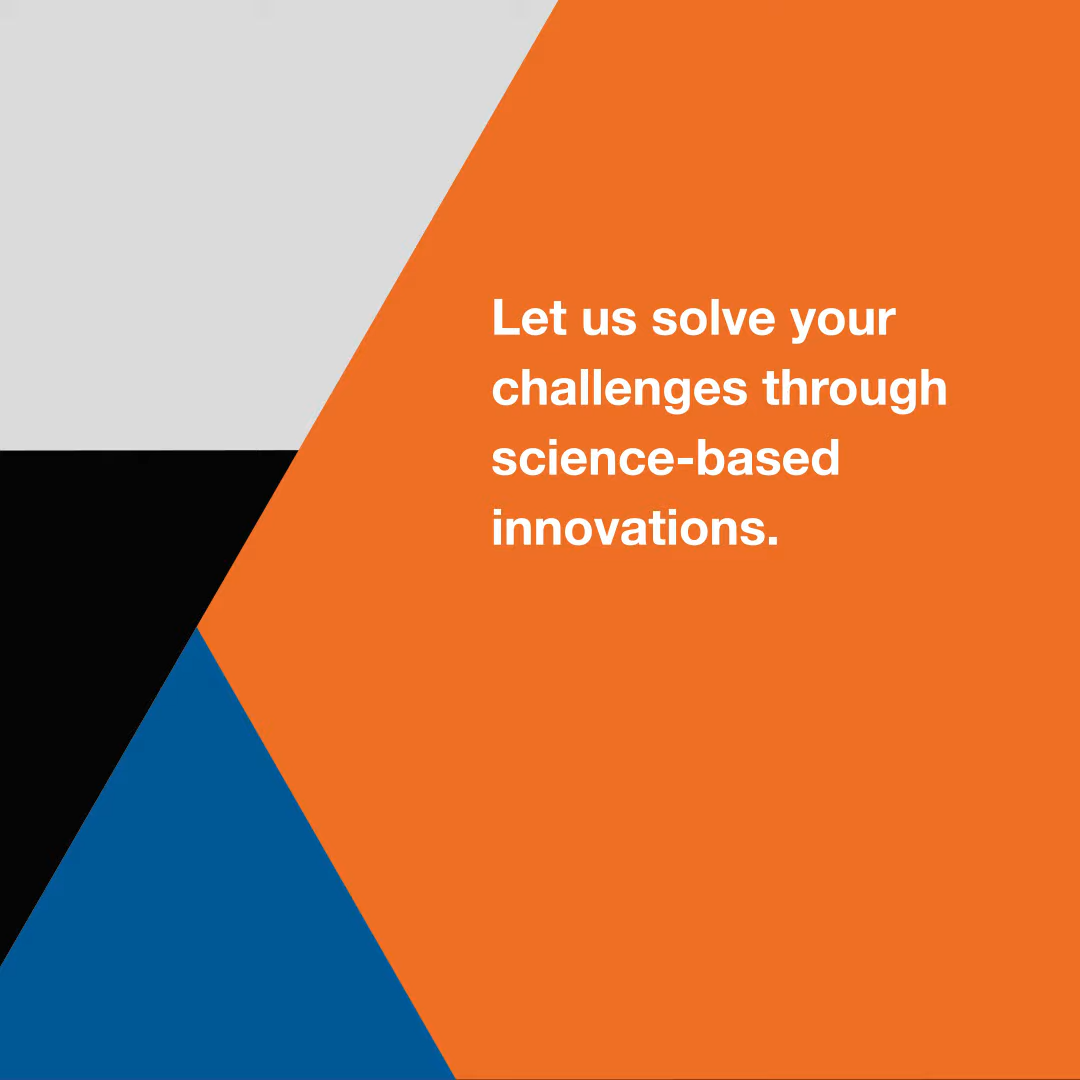 Let us solve your
challenges through
science-based
innovations.